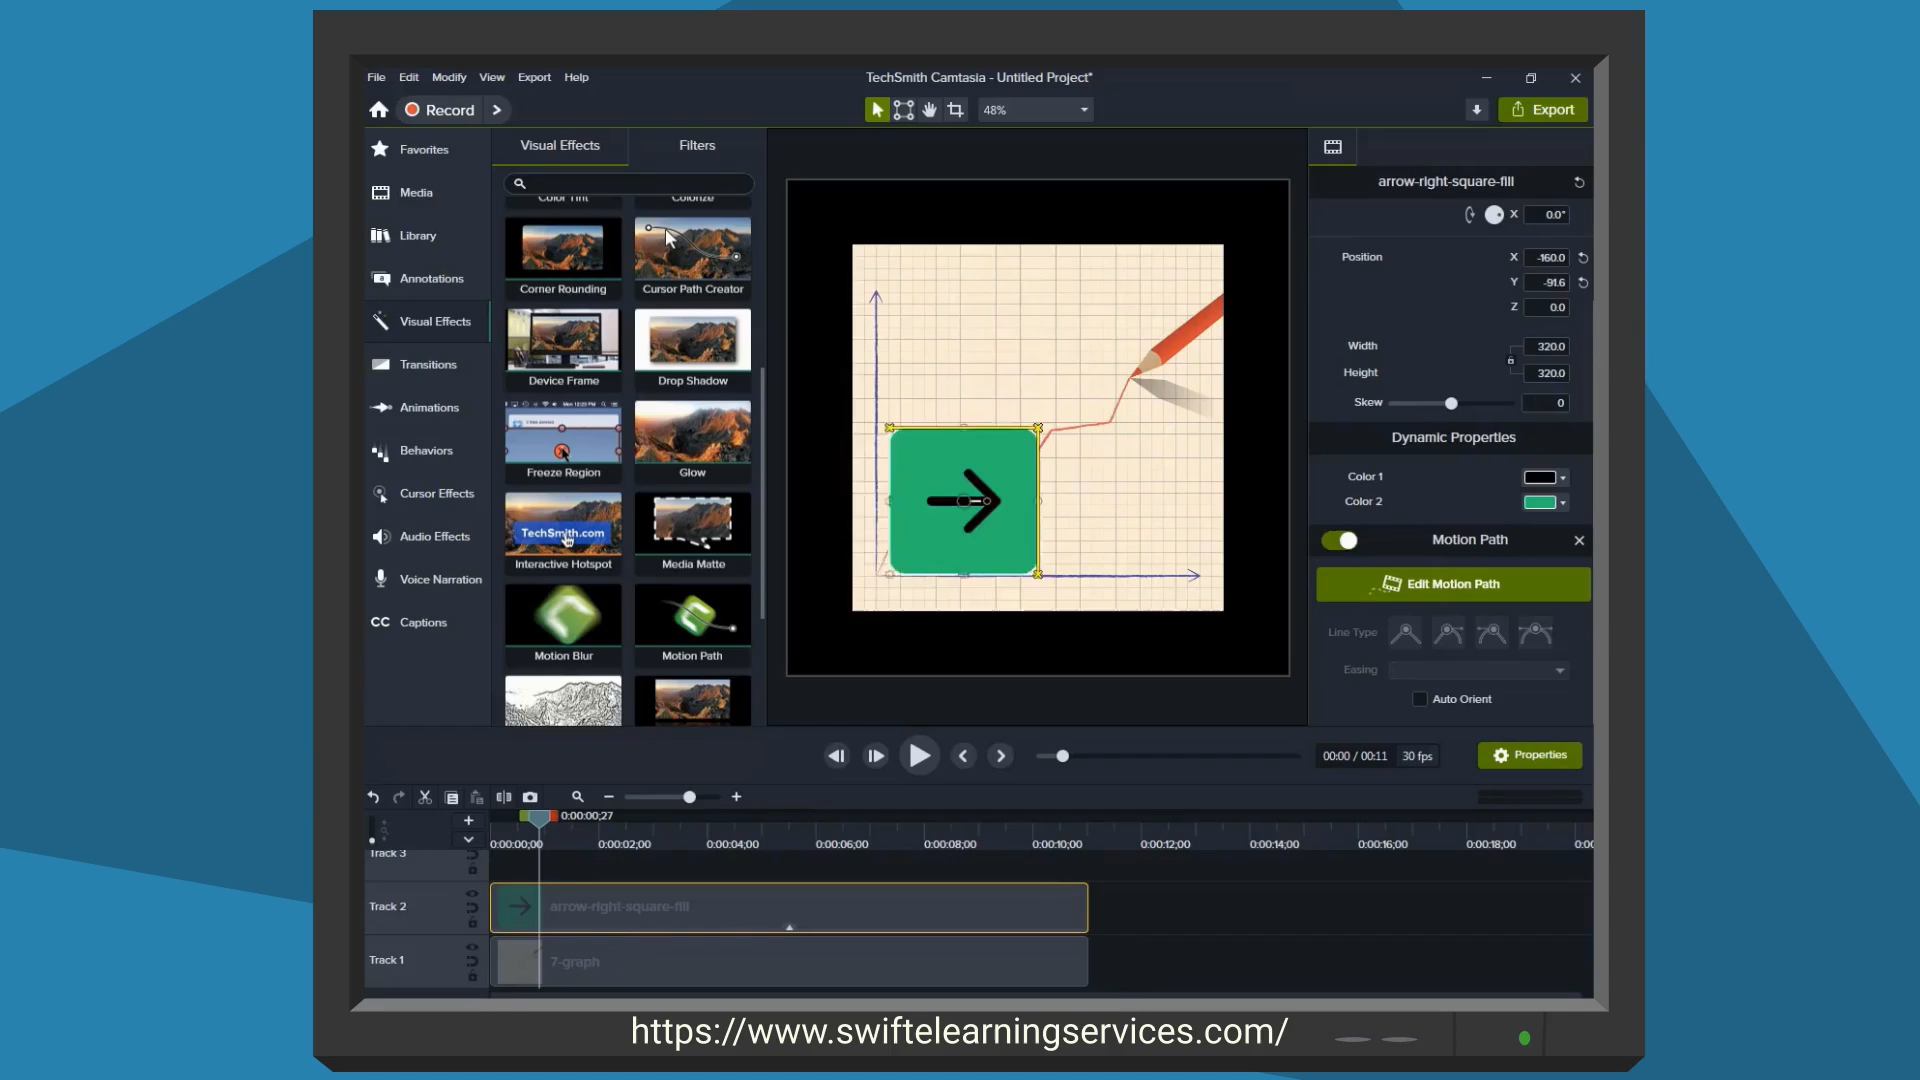 File Edit Modify View Export Help
TechSmith Camtasia - Untitled Project*
Record
48%
Export
Favorites
Media
Library
Annotations
Visual Effects
Transitions
Animations
Behaviors
Cursor Effects
Audio Effects
Voice Narration
CC Captions
Visual Effects
Filters
Color Tint
Colorize
Corner Rounding
Cursor Path Creator
Device Frame
Drop Shadow
Freeze Region
Glow
TechSmith.com
Interactive Hotspot
Media Matte
Motion Blur
Motion Path
arrow-right-square-fill
X 0.0°
Position X -160.0
Y -91.6
Z 0.0
Width 320.0
Height 320.0
Skew 0
Dynamic Properties
Color 1
Color 2
Motion Path
Edit Motion Path
Line Type
Easing
Auto Orient
00:00 / 00:11 30 fps
Properties
0:00:00;27
0:00:00;00 0:00:02;00 0:00:04;00 0:00:06;00 0:00:08;00 0:00:10;00 0:00:12;00 0:00:14;00 0:00:16;00 0:00:18;00 0:00
Track 3
Track 2
arrow-right-square-fill
Track 1
7-graph
https://www.swiftelearningservices.com/